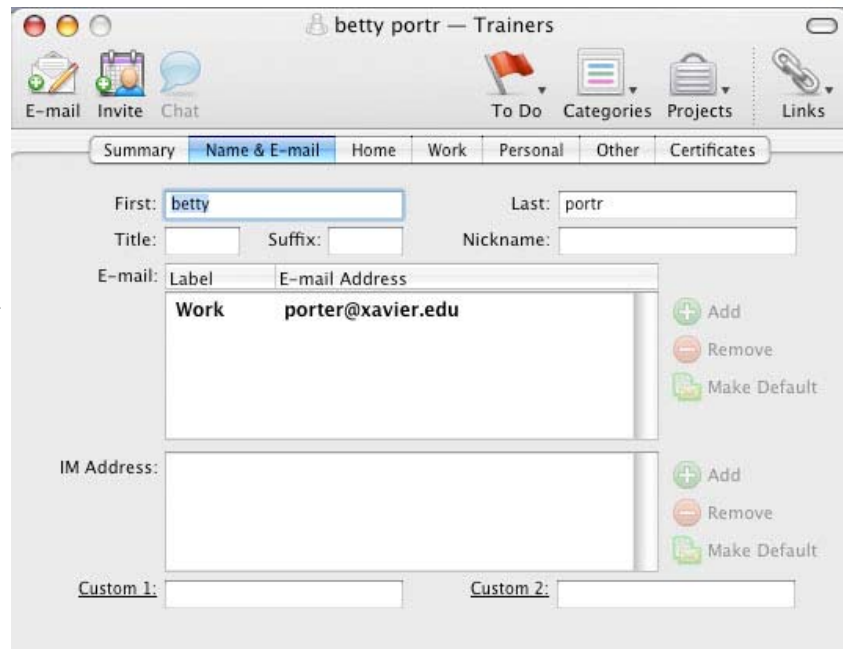 betty portr — Trainers
E-mail Invite Chat To Do Categories Projects Links
Summary Name & E-mail Home Work Personal Other Certificates
First: betty Last: portr
Title: Suffix: Nickname:
E-mail: Label E-mail Address
Work porter@xavier.edu
Add
Remove
Make Default
IM Address:
Add
Remove
Make Default
Custom 1: Custom 2: